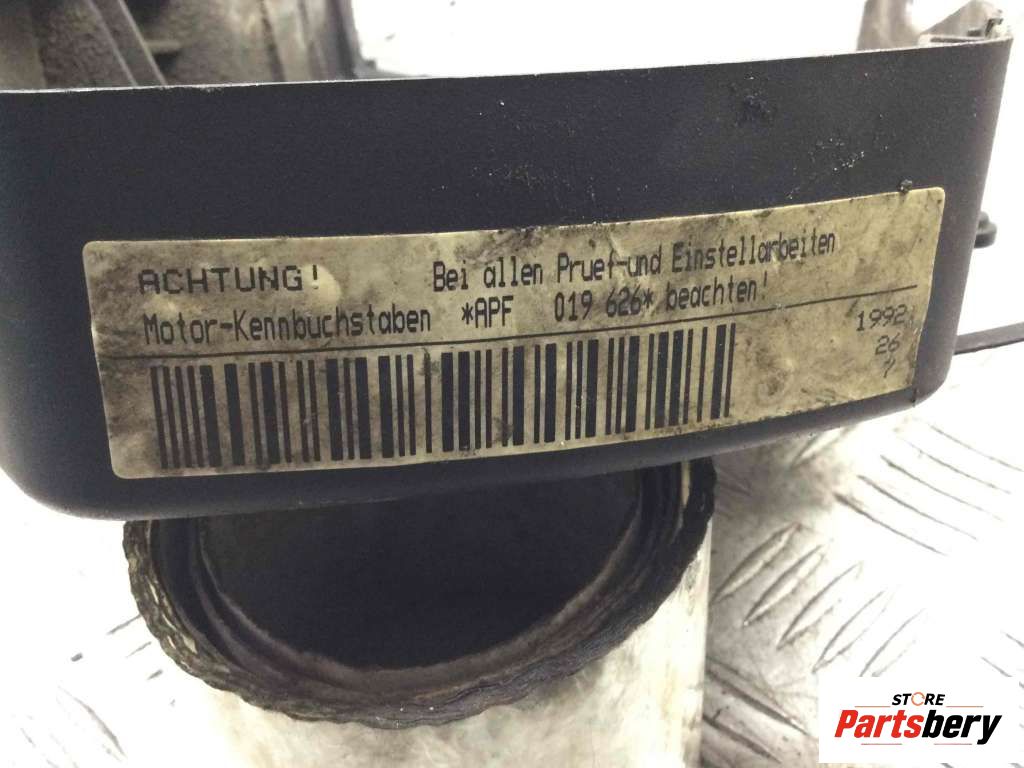 ACHTUNG! Bei allen Pruef-und Einstellarbeiten
Motor-Kennbuchstaben *APF 019 626* beachten!
1992
26
7
STORE
Partsbery